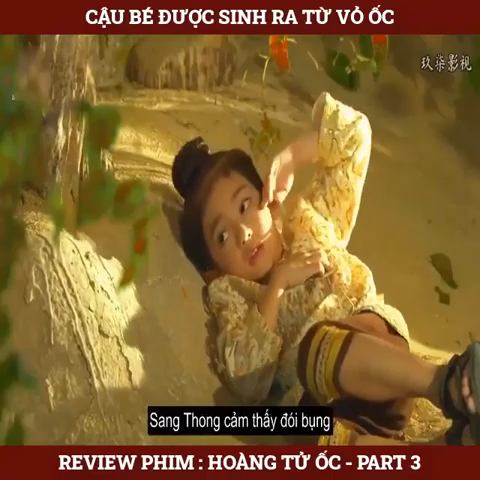 CẬU BÉ ĐƯỢC SINH RA TỪ VỎ ỐC
玖柒影视
Sang Thong cảm thấy đói bụng
REVIEW PHIM : HOÀNG TỬ ỐC - PART 3